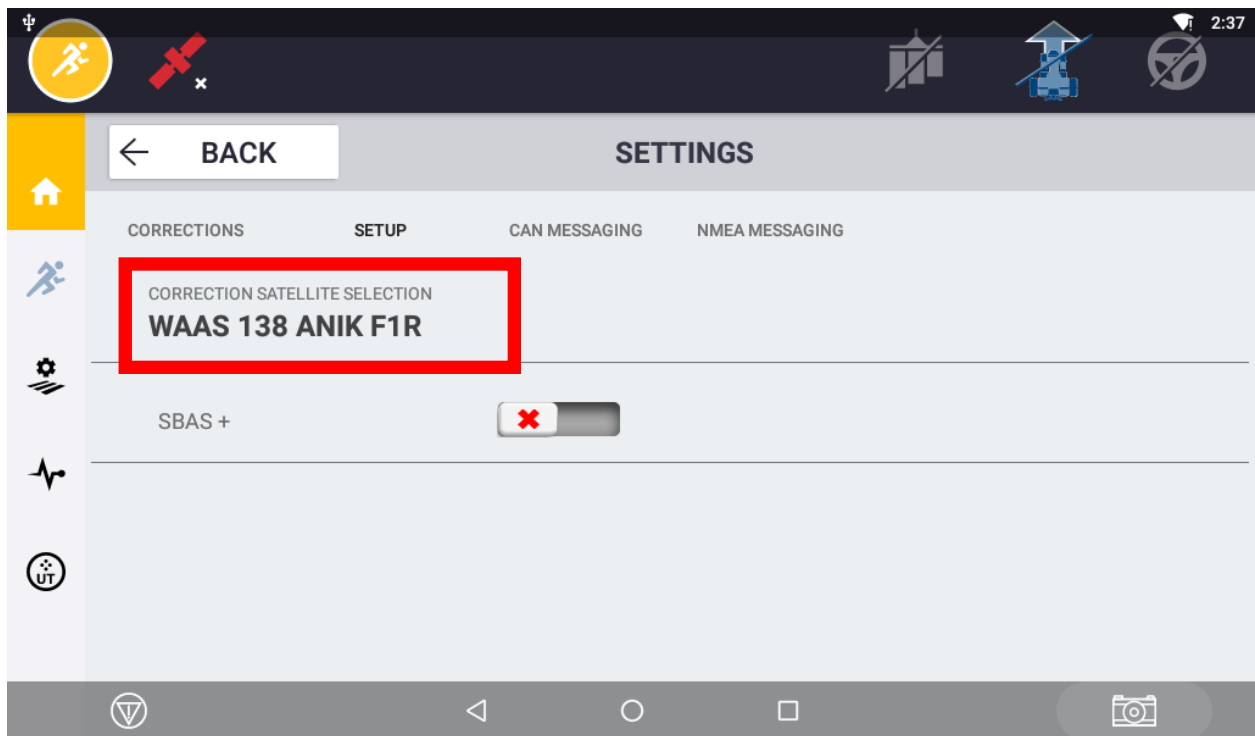 2:37
BACK
SETTINGS
CORRECTIONS SETUP CAN MESSAGING NMEA MESSAGING
CORRECTION SATELLITE SELECTION
WAAS 138 ANIK F1R
SBAS +
UT